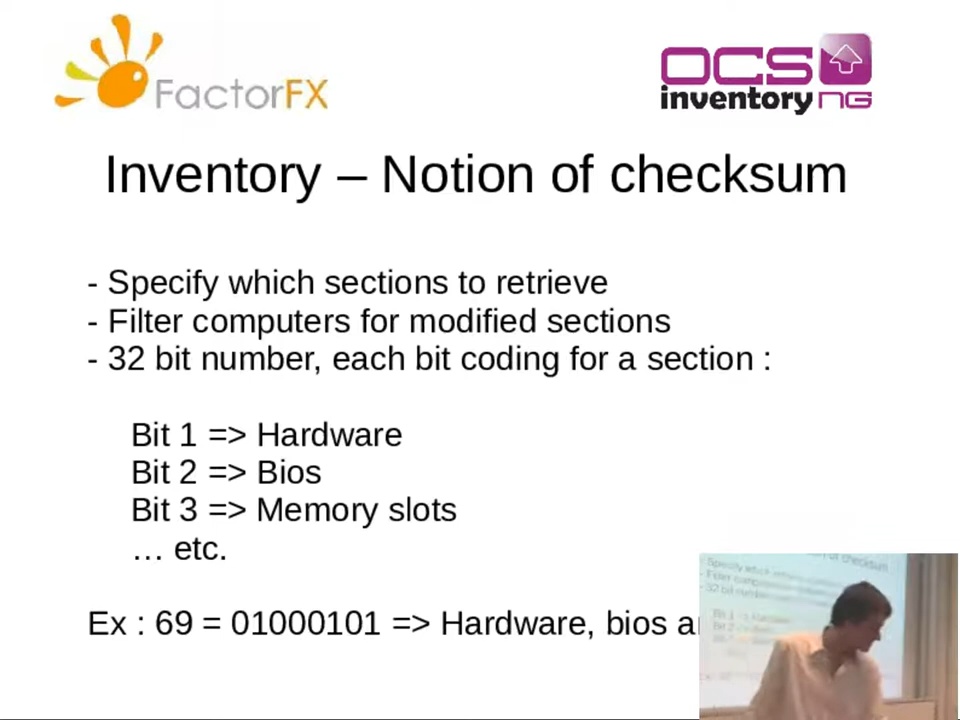 FactorFX
OCS
inventory NG
Inventory – Notion of checksum
- Specify which sections to retrieve
- Filter computers for modified sections
- 32 bit number, each bit coding for a section :
Bit 1 => Hardware
Bit 2 => Bios
Bit 3 => Memory slots
… etc.
Ex : 69 = 01000101 => Hardware, bios